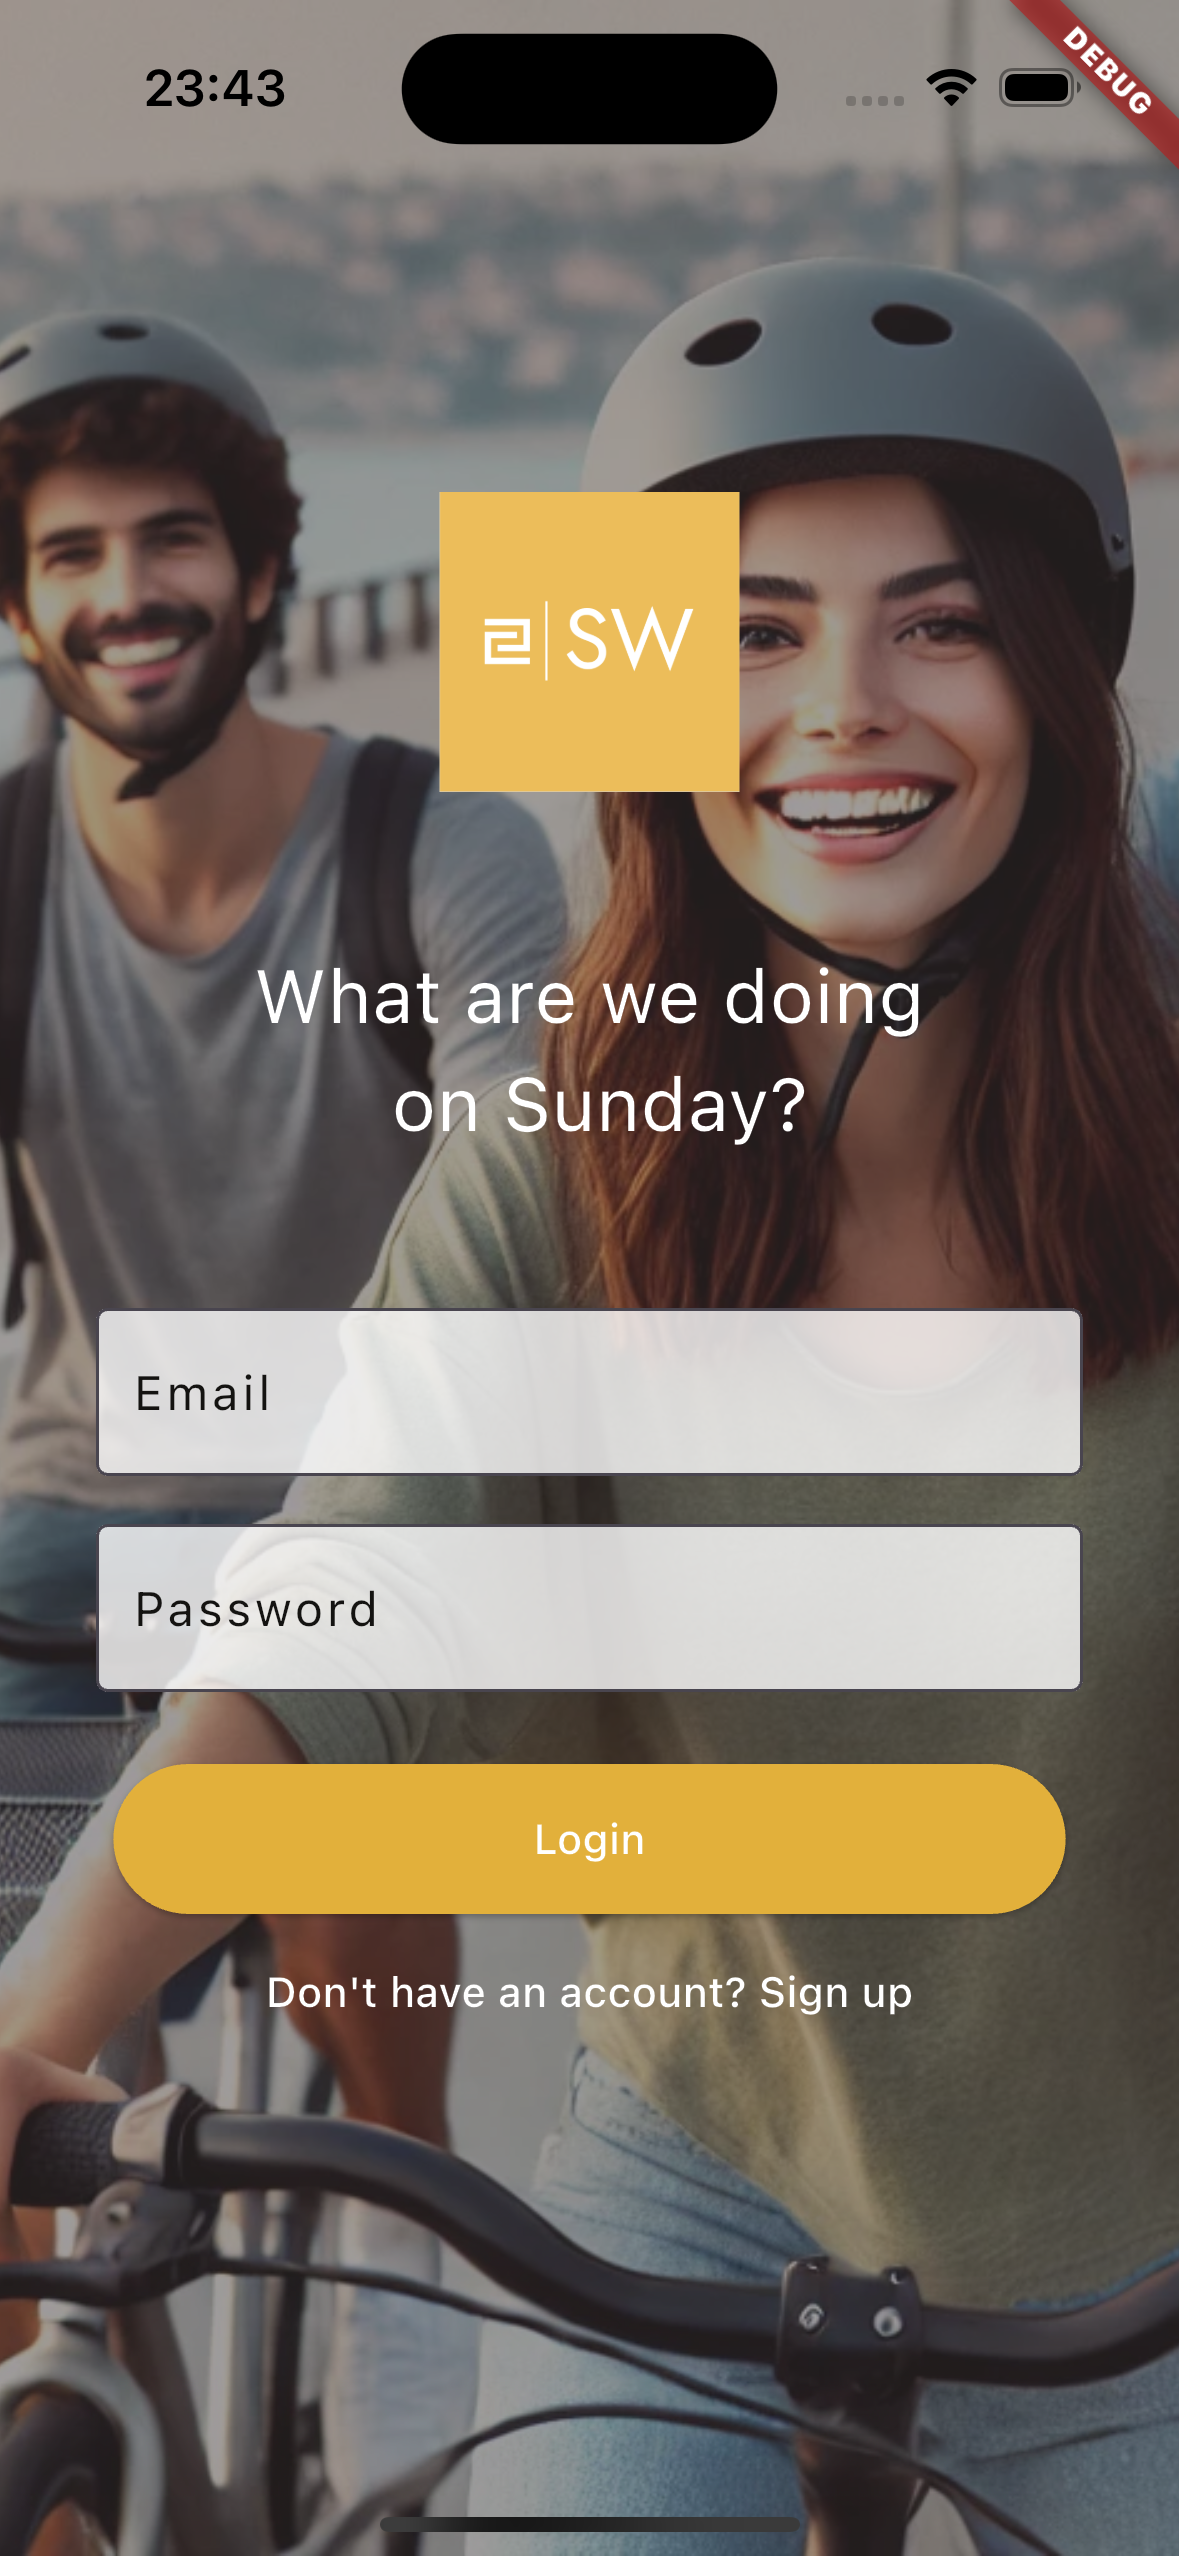 23:43
DEBUG
SW
What are we doing
on Sunday?
Email
Password
Login
Don't have an account? Sign up